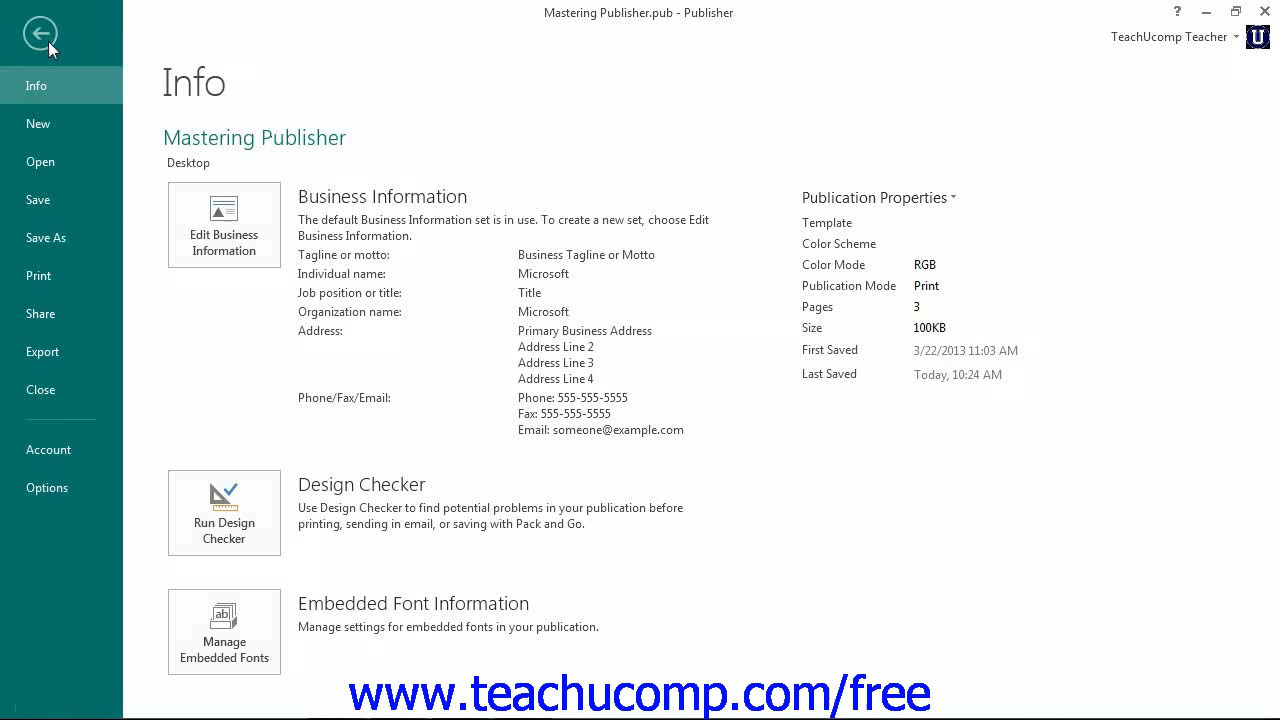 Mastering Publisher.pub - Publisher
?
TeachUcomp Teacher
U
Info
New
Open
Save
Save As
Print
Share
Export
Close
Account
Options
Info
Mastering Publisher
Desktop
Edit Business
Information
Business Information
The default Business Information set is in use. To create a new set, choose Edit
Business Information.
Tagline or motto: Business Tagline or Motto
Individual name: Microsoft
Job position or title: Title
Organization name: Microsoft
Address: Primary Business Address
Address Line 2
Address Line 3
Address Line 4
Phone/Fax/Email: Phone: 555-555-5555
Fax: 555-555-5555
Email: someone@example.com
Publication Properties
Template
Color Scheme
Color Mode RGB
Publication Mode Print
Pages 3
Size 100KB
First Saved 3/22/2013 11:03 AM
Last Saved Today, 10:24 AM
Run Design
Checker
Design Checker
Use Design Checker to find potential problems in your publication before
printing, sending in email, or saving with Pack and Go.
ab
Manage
Embedded Fonts
Embedded Font Information
Manage settings for embedded fonts in your publication.
www.teachucomp.com/free